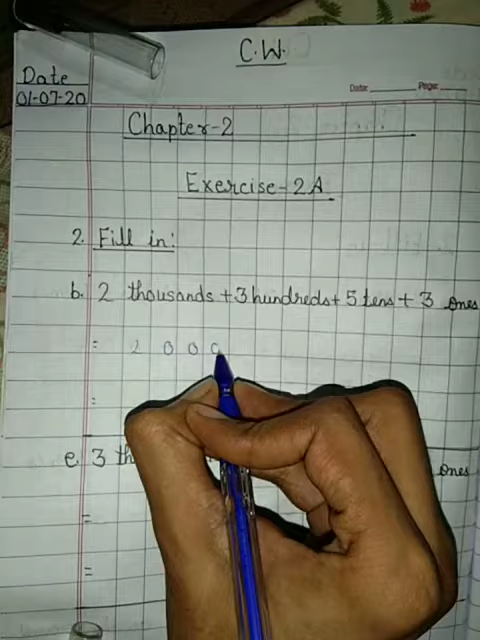 C.W.
Date
01-07-20
Date: Page:
Chapter-2
Exercise-2A
2. Fill in:
b. 2 thousands + 3 hundreds + 5 tens + 3 ones
= 2 0 0 0
=
e. 3 th ones
=
=